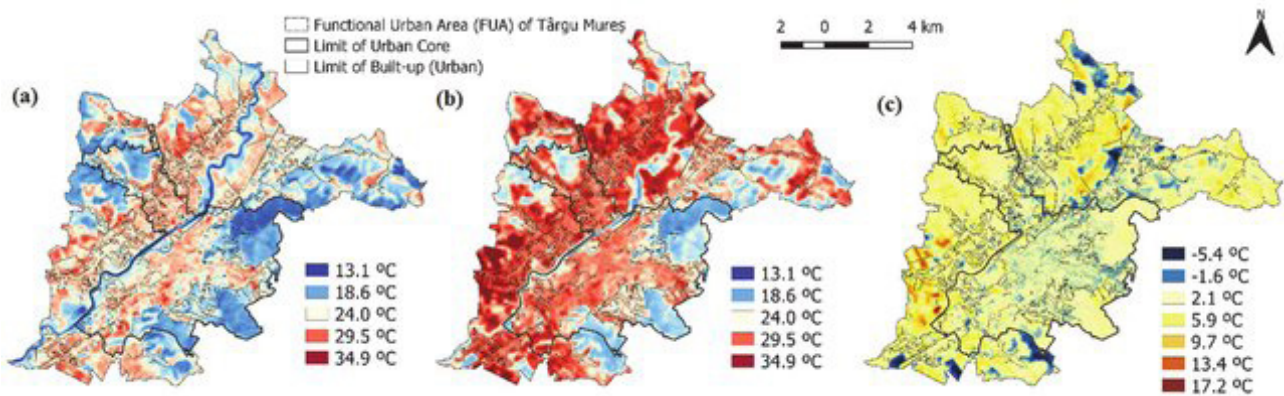 Functional Urban Area (FUA) of Târgu Mureș
Limit of Urban Core
Limit of Built-up (Urban)
2 0 2 4 km
N
(a)
(b)
(c)
13.1 ºC
18.6 ºC
24.0 ºC
29.5 ºC
34.9 ºC
13.1 ºC
18.6 ºC
24.0 ºC
29.5 ºC
34.9 ºC
-5.4 ºC
-1.6 ºC
2.1 ºC
5.9 ºC
9.7 ºC
13.4 ºC
17.2 ºC